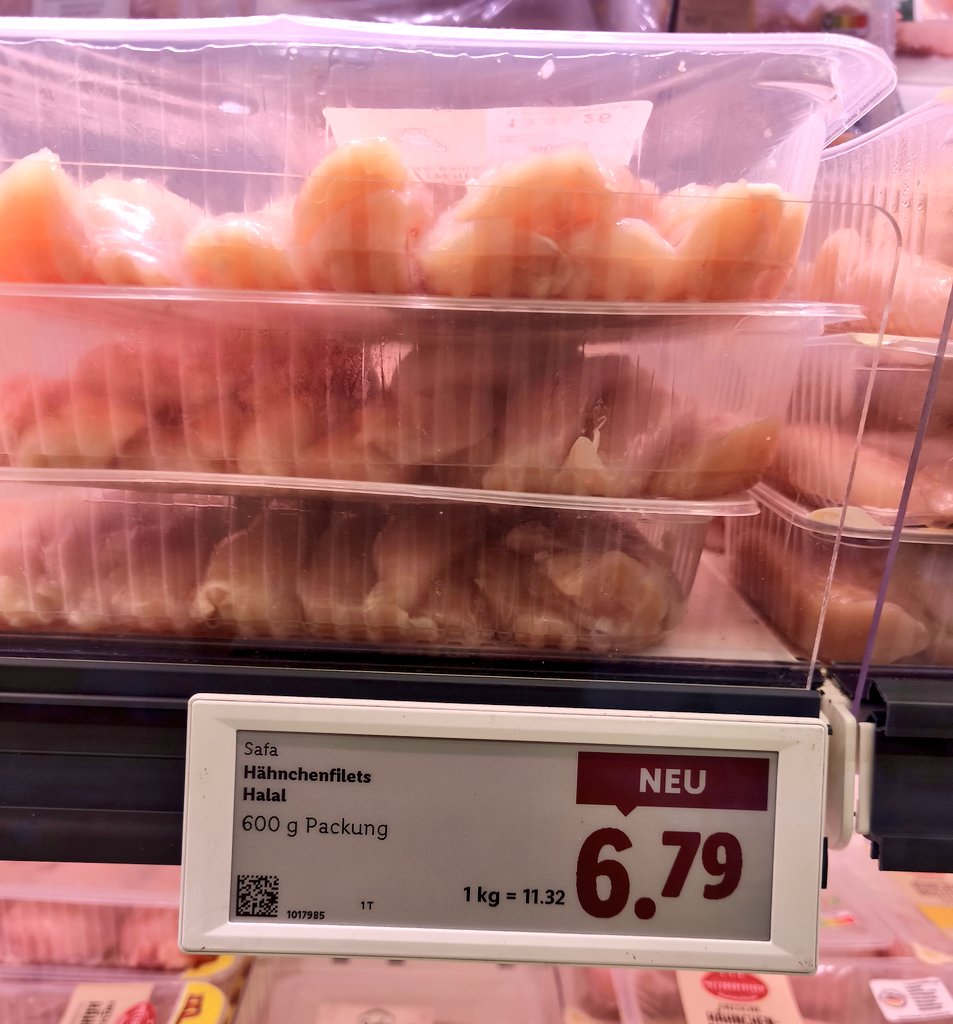 Safa
Hähnchenfilets
Halal
600 g Packung
NEU
6.79
1 kg = 11.32
1T
1017985